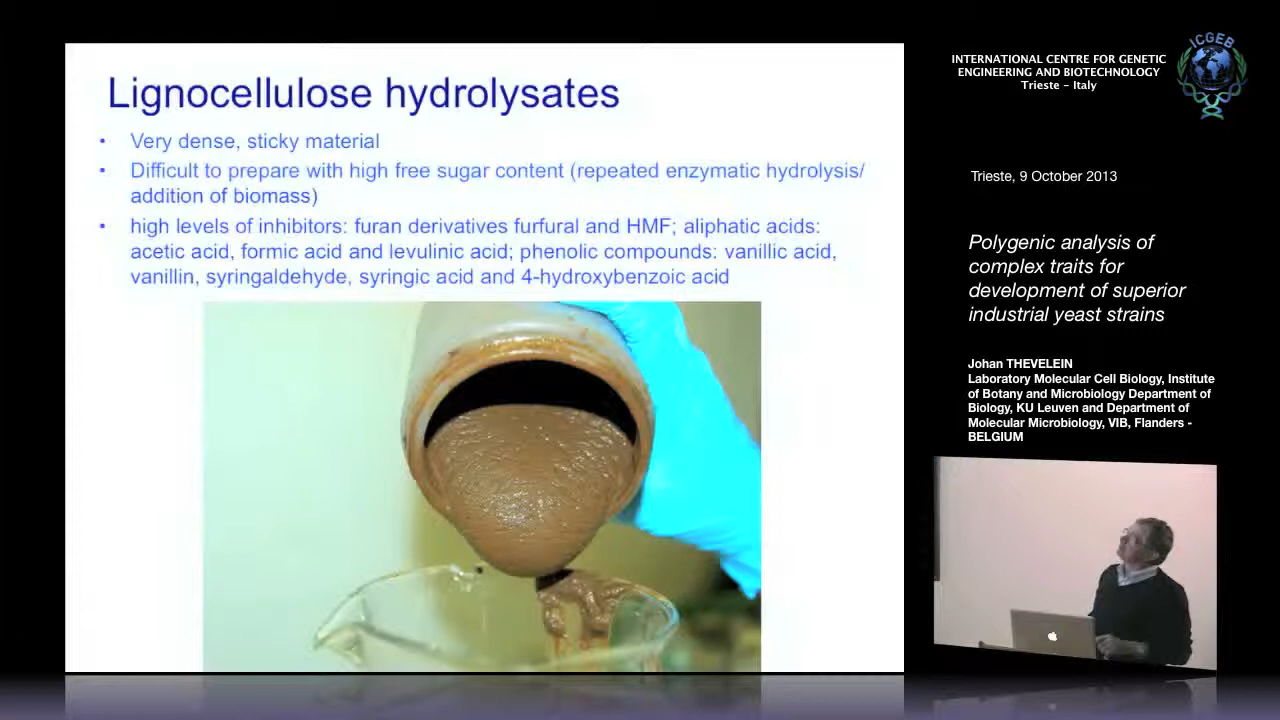 Lignocellulose hydrolysates
• Very dense, sticky material
• Difficult to prepare with high free sugar content (repeated enzymatic hydrolysis/
addition of biomass)
• high levels of inhibitors: furan derivatives furfural and HMF; aliphatic acids:
acetic acid, formic acid and levulinic acid; phenolic compounds: vanillic acid,
vanillin, syringaldehyde, syringic acid and 4-hydroxybenzoic acid
INTERNATIONAL CENTRE FOR GENETIC
ENGINEERING AND BIOTECHNOLOGY
Trieste - Italy
ICGEB
Trieste, 9 October 2013
Polygenic analysis of
complex traits for
development of superior
industrial yeast strains
Johan THEVELEIN
Laboratory Molecular Cell Biology, Institute
of Botany and Microbiology Department of
Biology, KU Leuven and Department of
Molecular Microbiology, VIB, Flanders -
BELGIUM